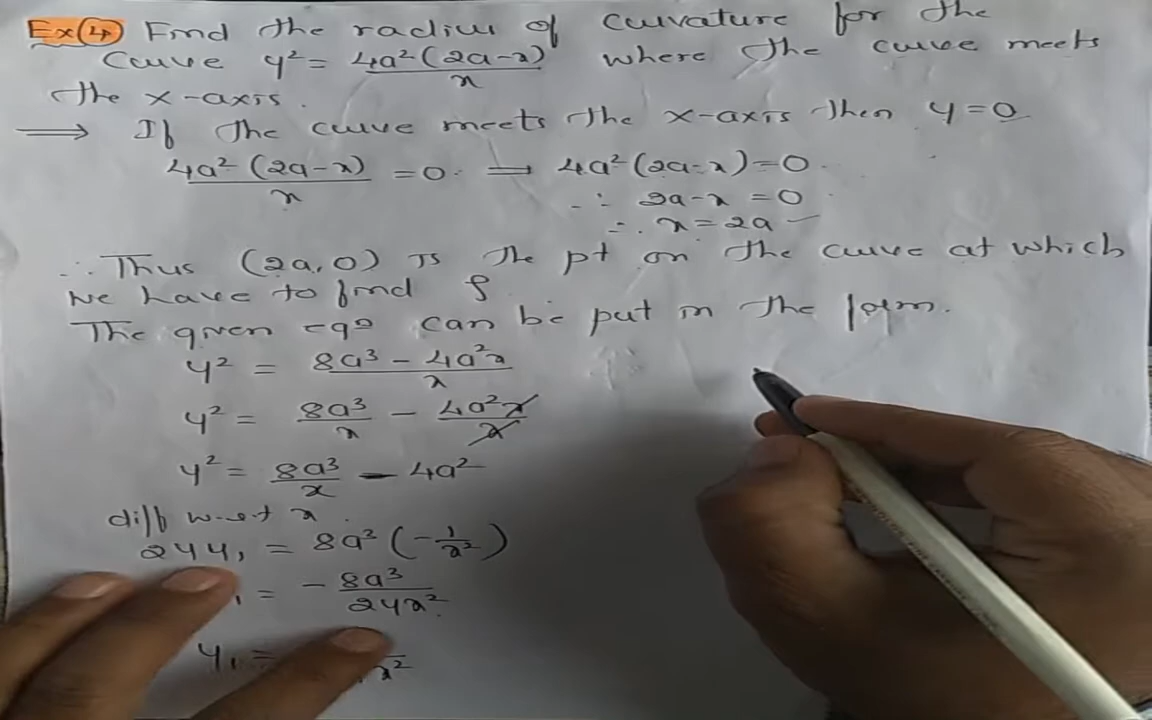 Ex(4) Find the radius of curvature for the
Curve y² = 4a²(2a-x)/x where the curve meets
the x-axis.
⟹ If the curve meets the x-axis then y=0
4a²(2a-x)/x = 0. ⟹ 4a²(2a-x)=0.
∴ 2a-x = 0
∴ x = 2a
∴ Thus (2a,0) is the pt on the curve at which
we have to find ρ
The given eqⁿ can be put in the form.
y² = 8a³ - 4a²x/x
y² = 8a³/x - 4a²x/x
y² = 8a³/x - 4a²
diff w.r.t x.
2yy₁ = 8a²(-1/x²)
₁ = -8a³/2yx²
y₁ = x²